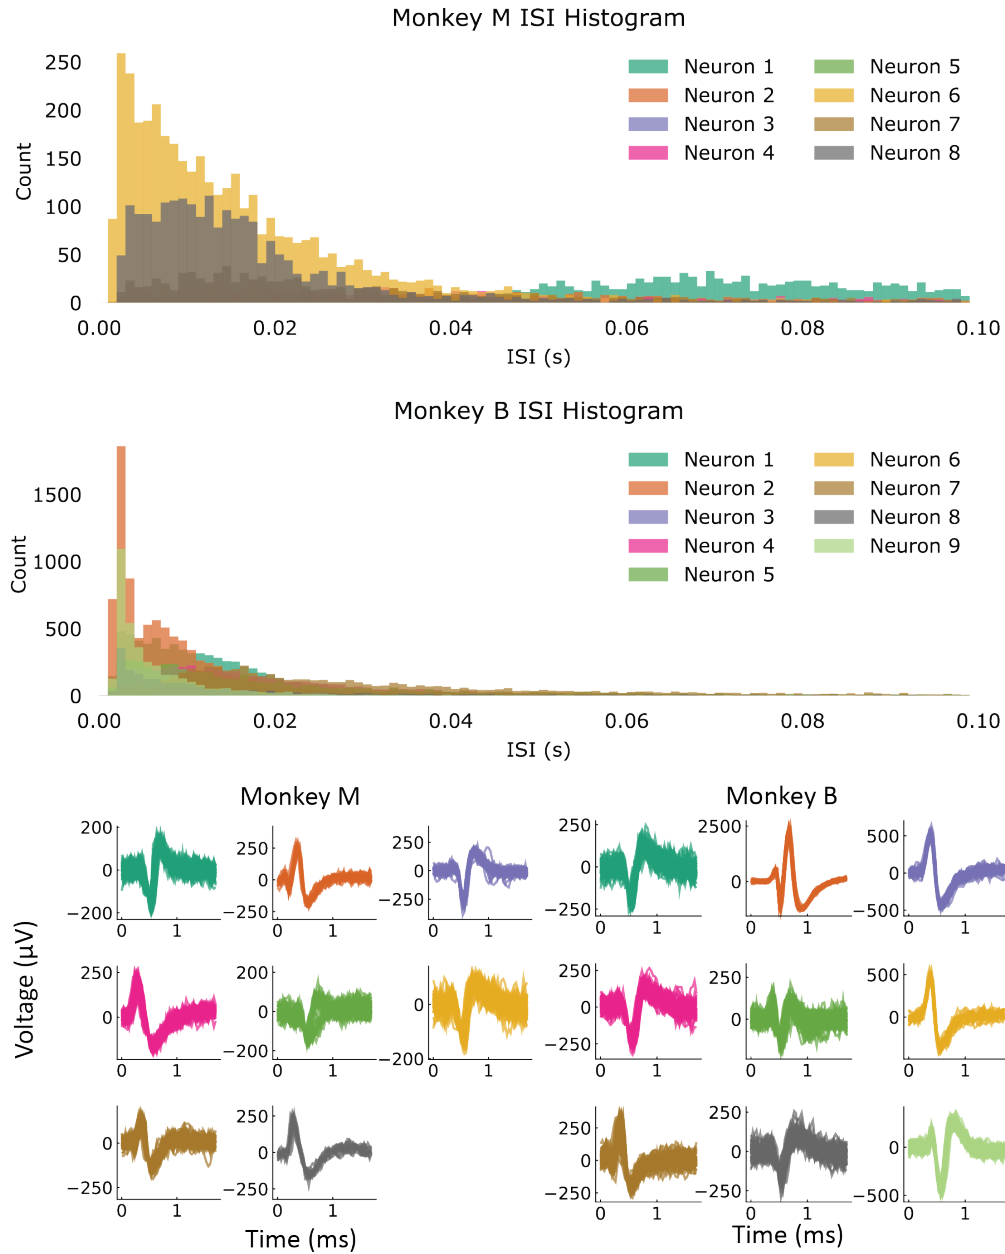 Monkey M ISI Histogram
250
200
150
100
50
0
Count
Neuron 1
Neuron 2
Neuron 3
Neuron 4
Neuron 5
Neuron 6
Neuron 7
Neuron 8
0.00 0.02 0.04 0.06 0.08 0.10
ISI (s)
Monkey B ISI Histogram
1500
1000
500
0
Count
Neuron 1
Neuron 2
Neuron 3
Neuron 4
Neuron 5
Neuron 6
Neuron 7
Neuron 8
Neuron 9
0.00 0.02 0.04 0.06 0.08 0.10
ISI (s)
Monkey M
Monkey B
Voltage (μV)
200
0
−200
0 1
250
0
−250
0 1
250
0
−250
0 1
250
0
−250
0 1
2500
0
0 1
500
0
−500
0 1
250
0
0 1
200
0
−200
0 1
0
−200
0 1
250
0
−250
0 1
250
0
0 1
500
0
0 1
0
−250
0 1
250
0
−250
0 1
250
0
−250
0 1
250
0
−250
0 1
0
−500
0 1
Time (ms)
Time (ms)